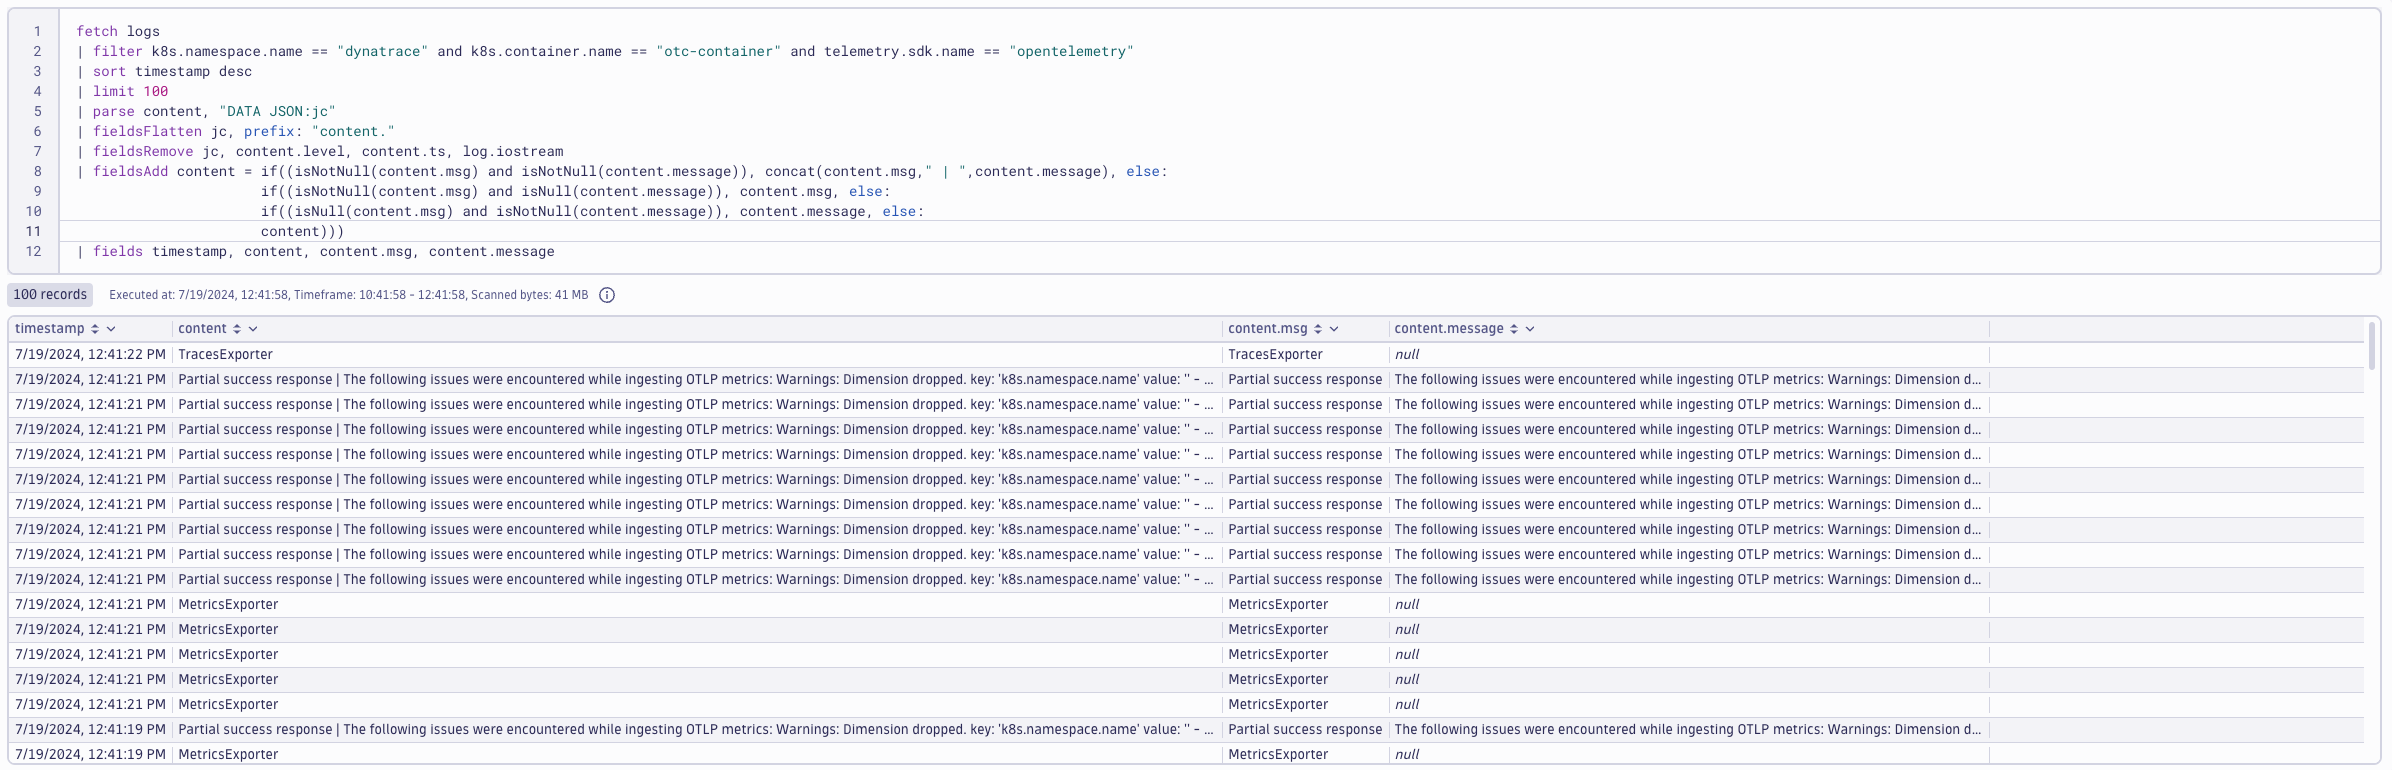 1 fetch logs
2 | filter k8s.namespace.name == "dynatrace" and k8s.container.name == "otc-container" and telemetry.sdk.name == "opentelemetry"
3 | sort timestamp desc
4 | limit 100
5 | parse content, "DATA JSON:jc"
6 | fieldsFlatten jc, prefix: "content."
7 | fieldsRemove jc, content.level, content.ts, log.iostream
8 | fieldsAdd content = if((isNotNull(content.msg) and isNotNull(content.message)), concat(content.msg," | ",content.message), else:
9 if((isNotNull(content.msg) and isNull(content.message)), content.msg, else:
10 if((isNull(content.msg) and isNotNull(content.message)), content.message, else:
11 content)))
12 | fields timestamp, content, content.msg, content.message
100 records Executed at: 7/19/2024, 12:41:58, Timeframe: 10:41:58 - 12:41:58, Scanned bytes: 41 MB
timestamp content content.msg content.message
7/19/2024, 12:41:22 PM TracesExporter TracesExporter null
7/19/2024, 12:41:21 PM Partial success response | The following issues were encountered while ingesting OTLP metrics: Warnings: Dimension dropped. key: 'k8s.namespace.name' value: '' - ... Partial success response The following issues were encountered while ingesting OTLP metrics: Warnings: Dimension d...
7/19/2024, 12:41:21 PM Partial success response | The following issues were encountered while ingesting OTLP metrics: Warnings: Dimension dropped. key: 'k8s.namespace.name' value: '' - ... Partial success response The following issues were encountered while ingesting OTLP metrics: Warnings: Dimension d...
7/19/2024, 12:41:21 PM Partial success response | The following issues were encountered while ingesting OTLP metrics: Warnings: Dimension dropped. key: 'k8s.namespace.name' value: '' - ... Partial success response The following issues were encountered while ingesting OTLP metrics: Warnings: Dimension d...
7/19/2024, 12:41:21 PM Partial success response | The following issues were encountered while ingesting OTLP metrics: Warnings: Dimension dropped. key: 'k8s.namespace.name' value: '' - ... Partial success response The following issues were encountered while ingesting OTLP metrics: Warnings: Dimension d...
7/19/2024, 12:41:21 PM Partial success response | The following issues were encountered while ingesting OTLP metrics: Warnings: Dimension dropped. key: 'k8s.namespace.name' value: '' - ... Partial success response The following issues were encountered while ingesting OTLP metrics: Warnings: Dimension d...
7/19/2024, 12:41:21 PM Partial success response | The following issues were encountered while ingesting OTLP metrics: Warnings: Dimension dropped. key: 'k8s.namespace.name' value: '' - ... Partial success response The following issues were encountered while ingesting OTLP metrics: Warnings: Dimension d...
7/19/2024, 12:41:21 PM Partial success response | The following issues were encountered while ingesting OTLP metrics: Warnings: Dimension dropped. key: 'k8s.namespace.name' value: '' - ... Partial success response The following issues were encountered while ingesting OTLP metrics: Warnings: Dimension d...
7/19/2024, 12:41:21 PM Partial success response | The following issues were encountered while ingesting OTLP metrics: Warnings: Dimension dropped. key: 'k8s.namespace.name' value: '' - ... Partial success response The following issues were encountered while ingesting OTLP metrics: Warnings: Dimension d...
7/19/2024, 12:41:21 PM Partial success response | The following issues were encountered while ingesting OTLP metrics: Warnings: Dimension dropped. key: 'k8s.namespace.name' value: '' - ... Partial success response The following issues were encountered while ingesting OTLP metrics: Warnings: Dimension d...
7/19/2024, 12:41:21 PM MetricsExporter MetricsExporter null
7/19/2024, 12:41:21 PM MetricsExporter MetricsExporter null
7/19/2024, 12:41:21 PM MetricsExporter MetricsExporter null
7/19/2024, 12:41:21 PM MetricsExporter MetricsExporter null
7/19/2024, 12:41:21 PM MetricsExporter MetricsExporter null
7/19/2024, 12:41:19 PM Partial success response | The following issues were encountered while ingesting OTLP metrics: Warnings: Dimension dropped. key: 'k8s.namespace.name' value: '' - ... Partial success response The following issues were encountered while ingesting OTLP metrics: Warnings: Dimension d...
7/19/2024, 12:41:19 PM MetricsExporter MetricsExporter null